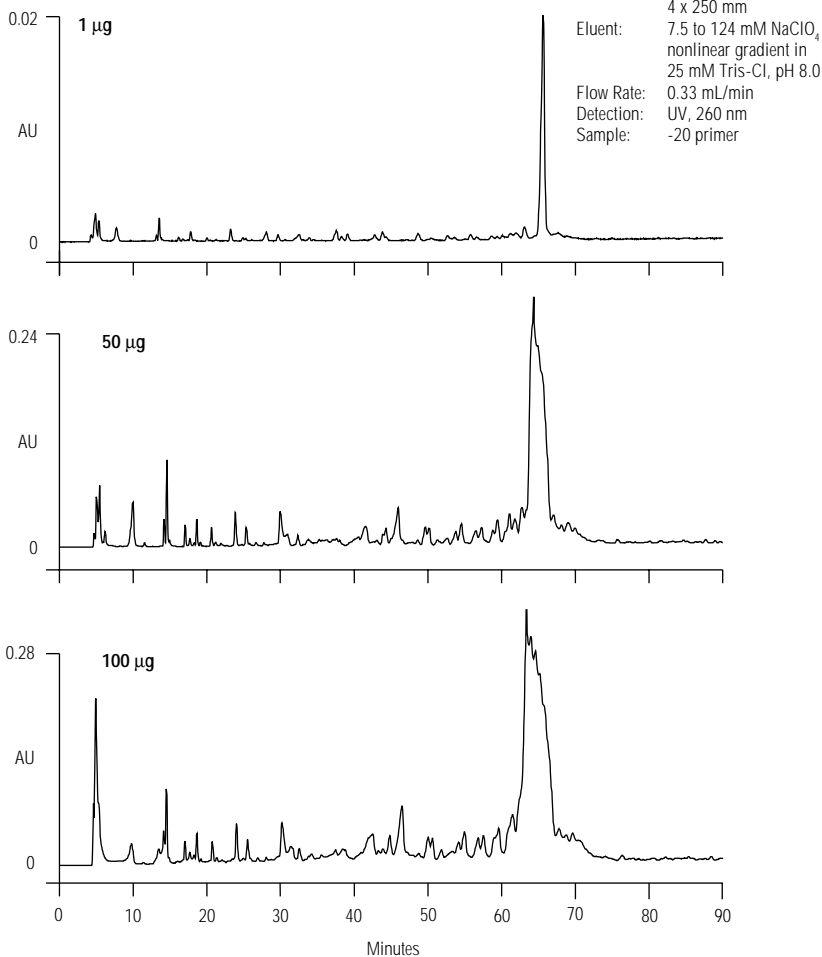 4 x 250 mm
Eluent: 7.5 to 124 mM NaClO4
nonlinear gradient in
25 mM Tris-Cl, pH 8.0
Flow Rate: 0.33 mL/min
Detection: UV, 260 nm
Sample: -20 primer
0.02
1 µg
AU
0
0.24
50 µg
AU
0
0.28
100 µg
AU
0
0 10 20 30 40 50 60 70 80 90
Minutes